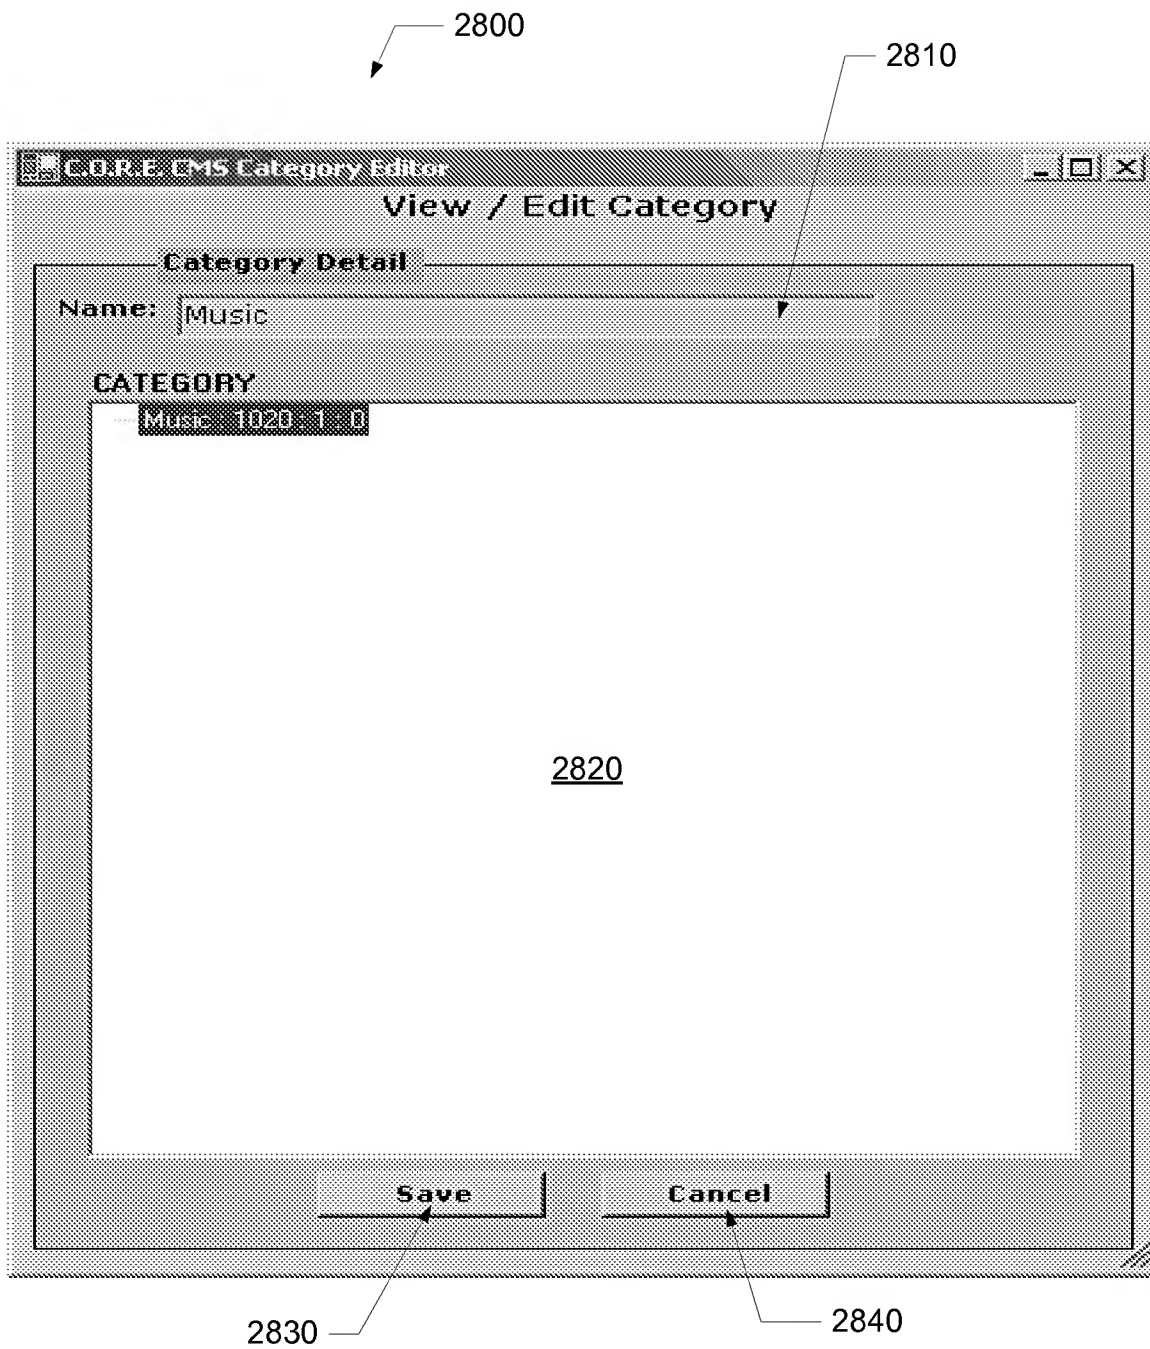 2800
2810
C.O.R.E. CMS Category Editor
View / Edit Category
Category Detail
Name: Music
CATEGORY
Music - 1020 - 1 : 0
2820
Save Cancel
2830 2840